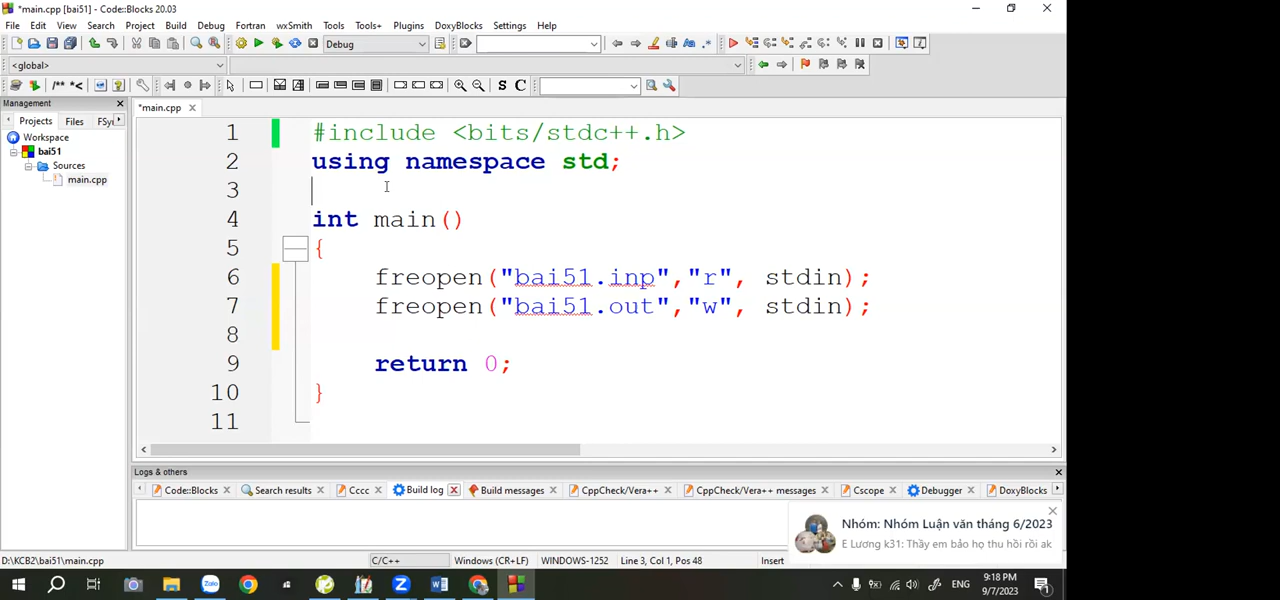 *main.cpp [bai51] - Code::Blocks 20.03
File Edit View Search Project Build Debug Fortran wxSmith Tools Tools+ Plugins DoxyBlocks Settings Help
Debug
<global>
/** *< S C
Management
Projects Files FSy
Workspace
bai51
Sources
main.cpp
*main.cpp
1 #include <bits/stdc++.h>
2 using namespace std;
3
4 int main()
5 {
6 freopen("bai51.inp","r", stdin);
7 freopen("bai51.out","w", stdin);
8
9 return 0;
10 }
11
Logs & others
Code::Blocks Search results Cccc Build log Build messages CppCheck/Vera++ CppCheck/Vera++ messages Cscope Debugger DoxyBlocks
Nhóm: Nhóm Luận văn tháng 6/2023
E Lương k31: Thầy em bảo họ thu hồi rồi ak
D:\KCB2\bai51\main.cpp C/C++ Windows (CR+LF) WINDOWS-1252 Line 3, Col 1, Pos 48 Insert
Zalo ENG 9:18 PM
9/7/2023